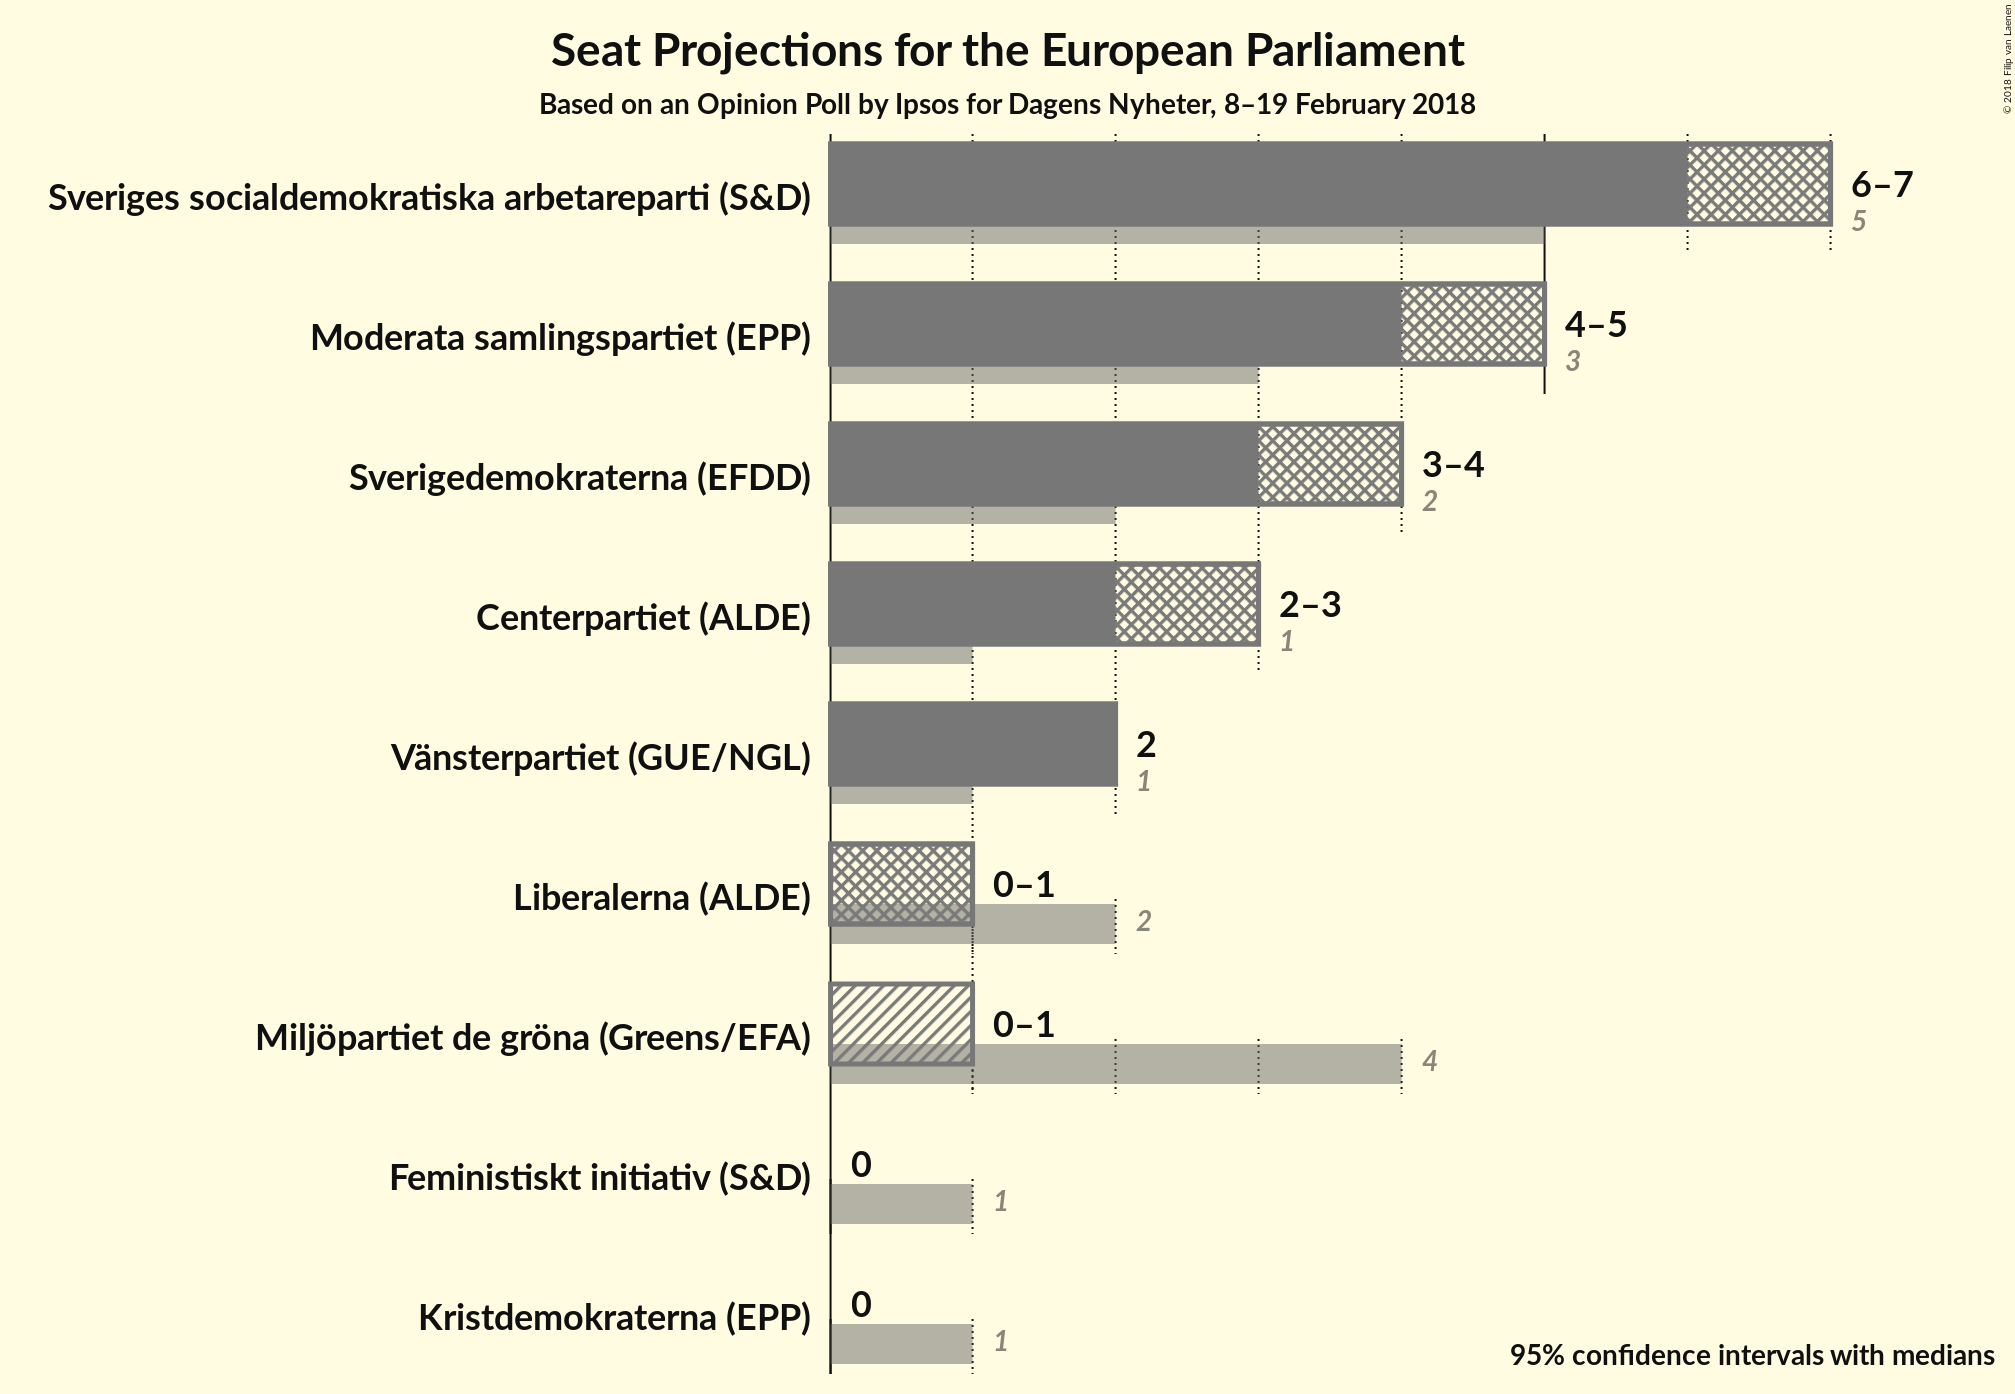 Seat Projections for the European Parliament
Based on an Opinion Poll by Ipsos for Dagens Nyheter, 8–19 February 2018
© 2018 Filip van Laenen
Sveriges socialdemokratiska arbetareparti (S&D)
6–7
5
Moderata samlingspartiet (EPP)
4–5
3
Sverigedemokraterna (EFDD)
3–4
2
Centerpartiet (ALDE)
2–3
1
Vänsterpartiet (GUE/NGL)
2
1
Liberalerna (ALDE)
0–1
2
Miljöpartiet de gröna (Greens/EFA)
0–1
4
Feministiskt initiativ (S&D)
0
1
Kristdemokraterna (EPP)
0
1
95% confidence intervals with medians